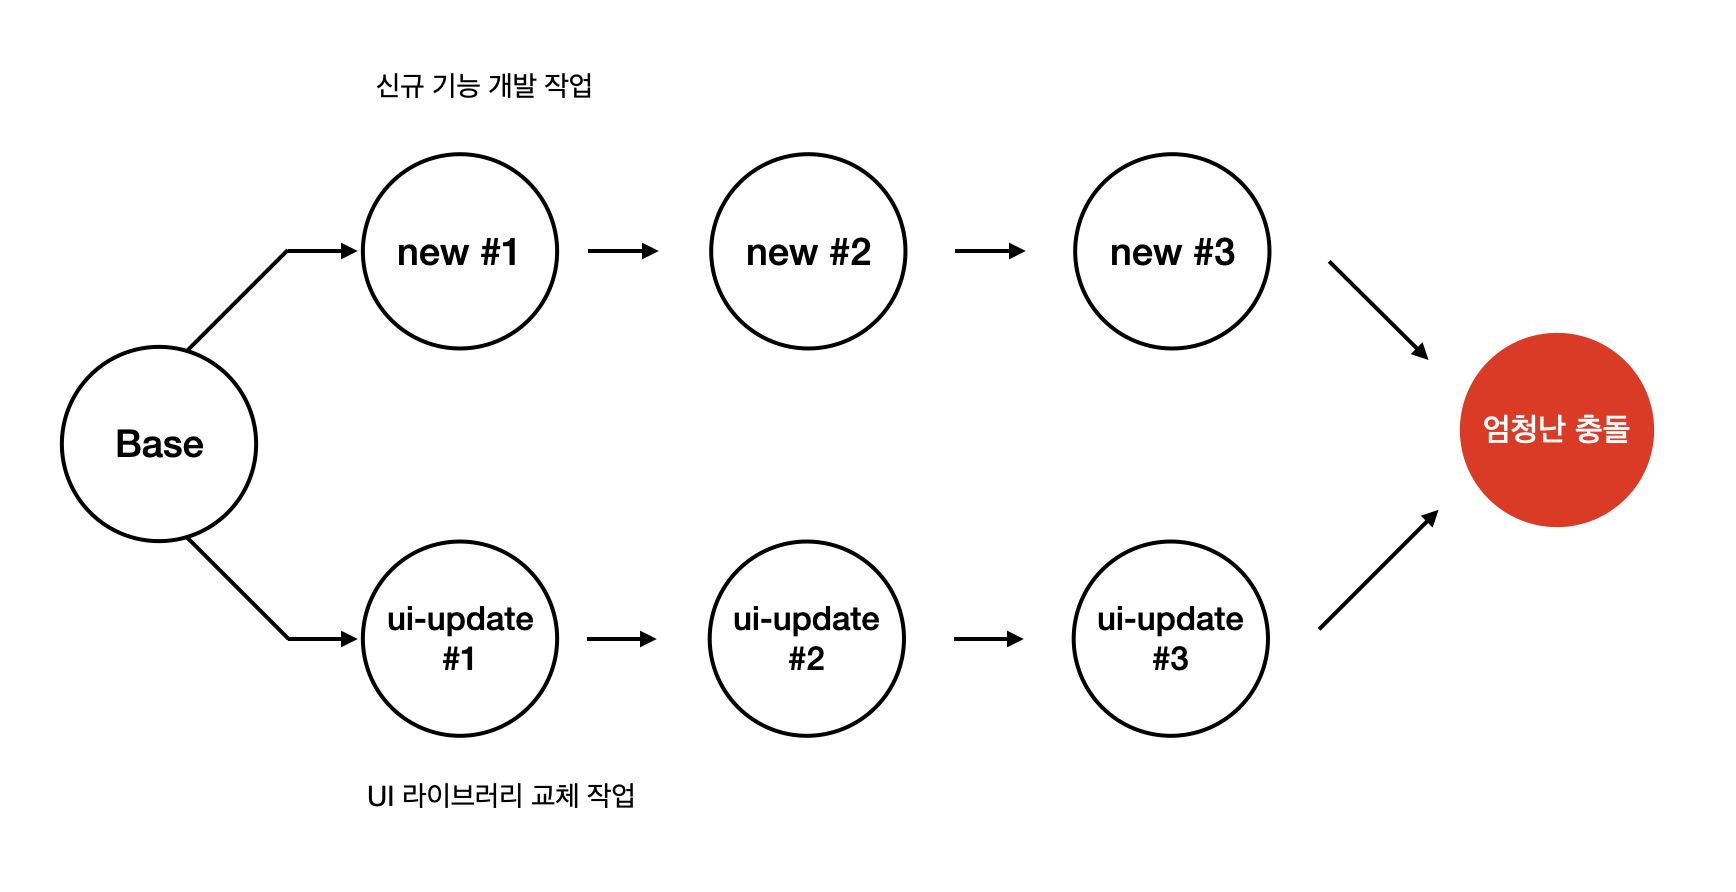 신규 기능 개발 작업
new #1
new #2
new #3
Base
엄청난 충돌
ui-update
#1
ui-update
#2
ui-update
#3
UI 라이브러리 교체 작업